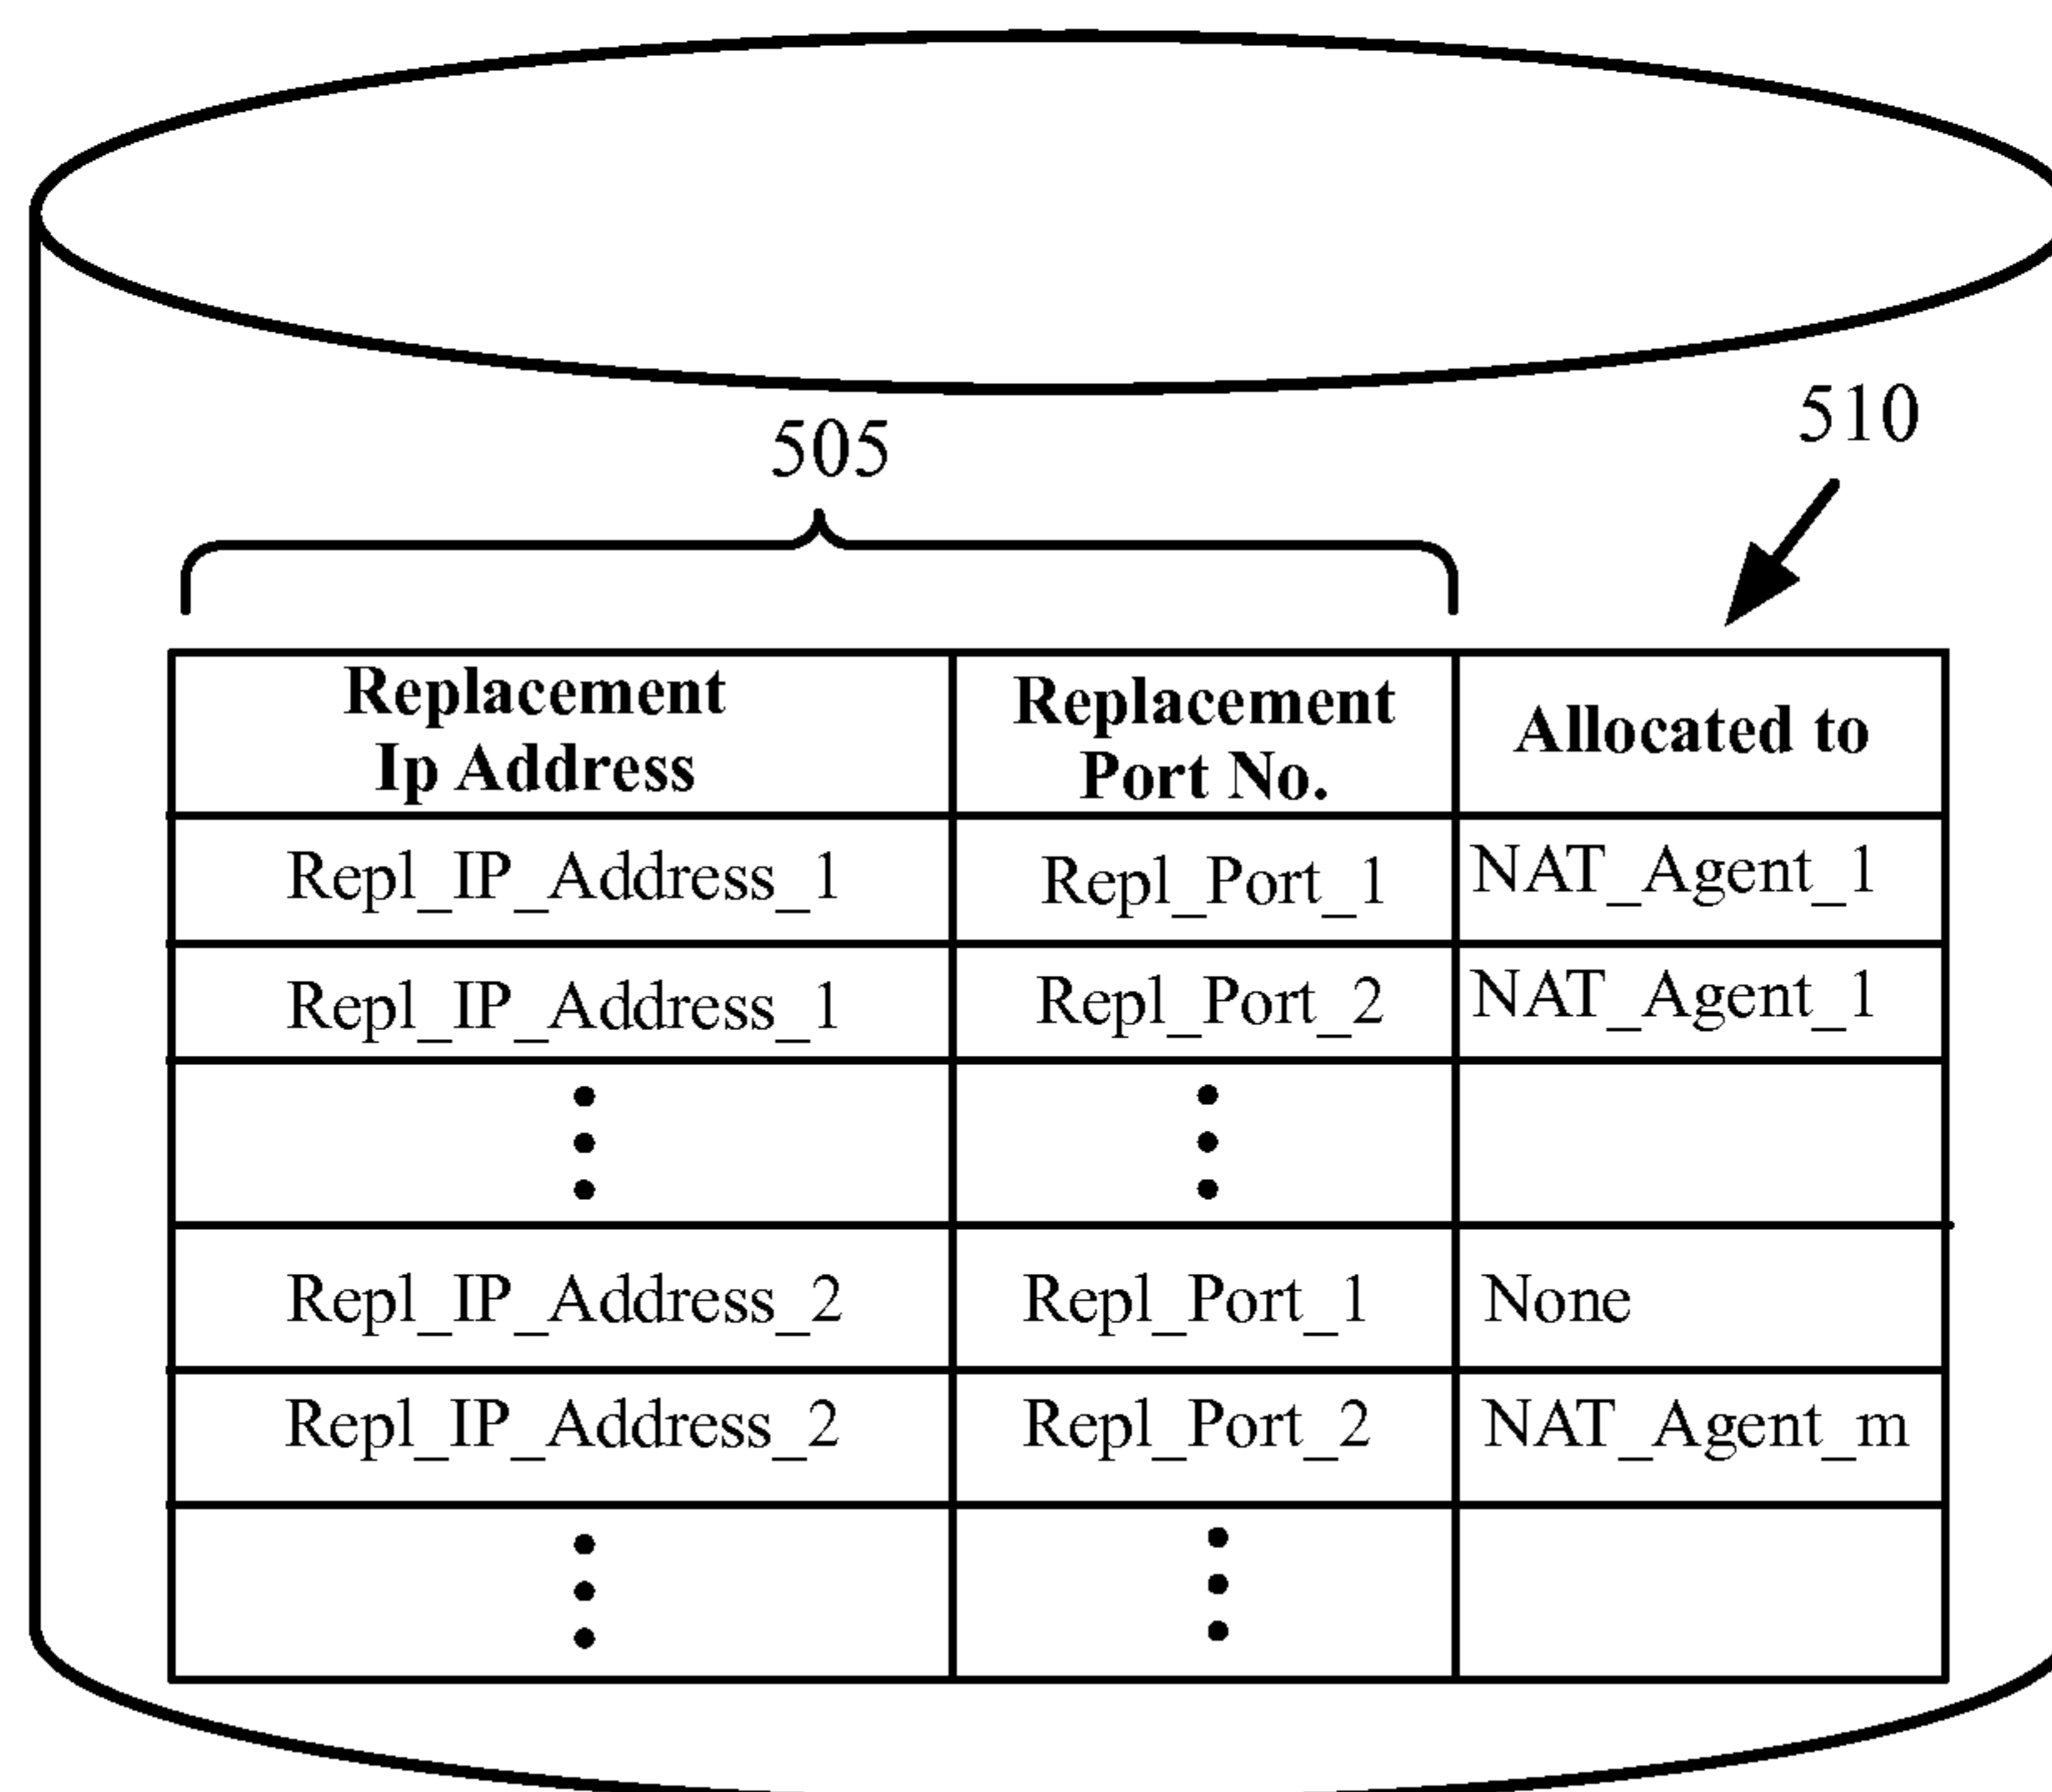 505
510
Replacement
Ip Address
Replacement
Port No.
Allocated to
Repl_IP_Address_1 Repl_Port_1 NAT_Agent_1
Repl_IP_Address_1 Repl_Port_2 NAT_Agent_1
Repl_IP_Address_2 Repl_Port_1 None
Repl_IP_Address_2 Repl_Port_2 NAT_Agent_m